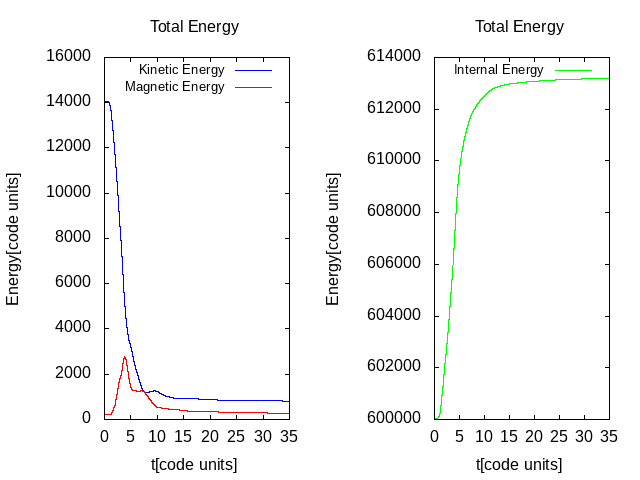 Total Energy
Energy[code units]
16000
14000
12000
10000
8000
6000
4000
2000
0
Kinetic Energy
Magnetic Energy
0 5 10 15 20 25 30 35
t[code units]
Total Energy
Energy[code units]
614000
612000
610000
608000
606000
604000
602000
600000
Internal Energy
0 5 10 15 20 25 30 35
t[code units]